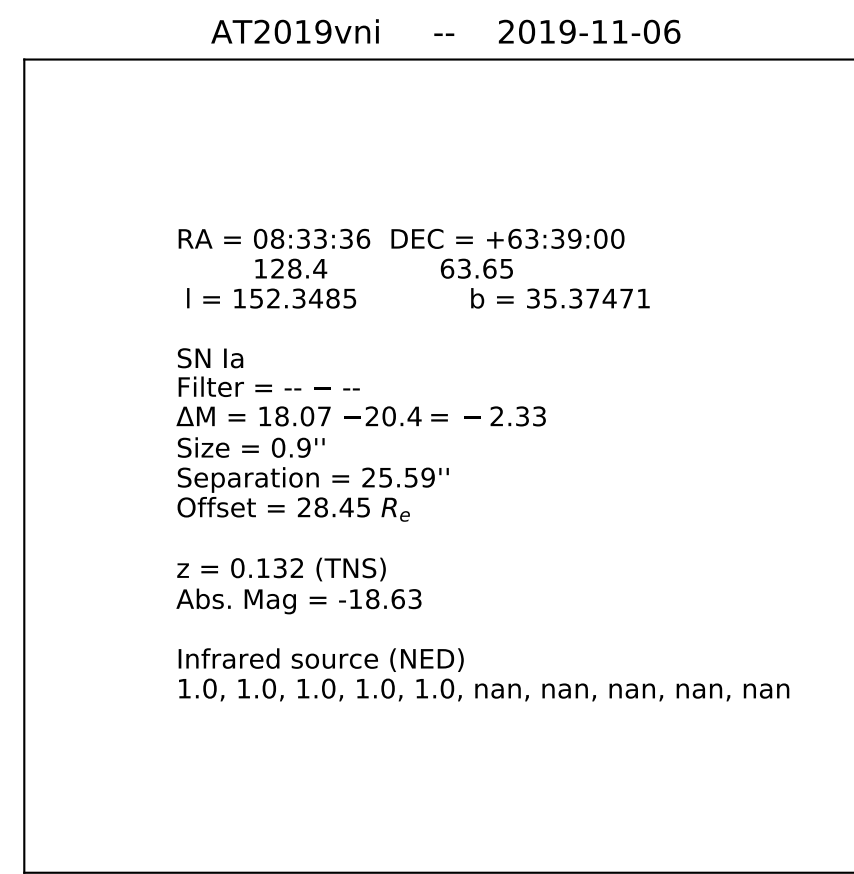 AT2019vni -- 2019-11-06
RA = 08:33:36 DEC = +63:39:00
128.4 63.65
l = 152.3485 b = 35.37471
SN Ia
Filter = -- − --
ΔM = 18.07 −20.4 = −2.33
Size = 0.9''
Separation = 25.59''
Offset = 28.45 Re
z = 0.132 (TNS)
Abs. Mag = -18.63
Infrared source (NED)
1.0, 1.0, 1.0, 1.0, 1.0, nan, nan, nan, nan, nan